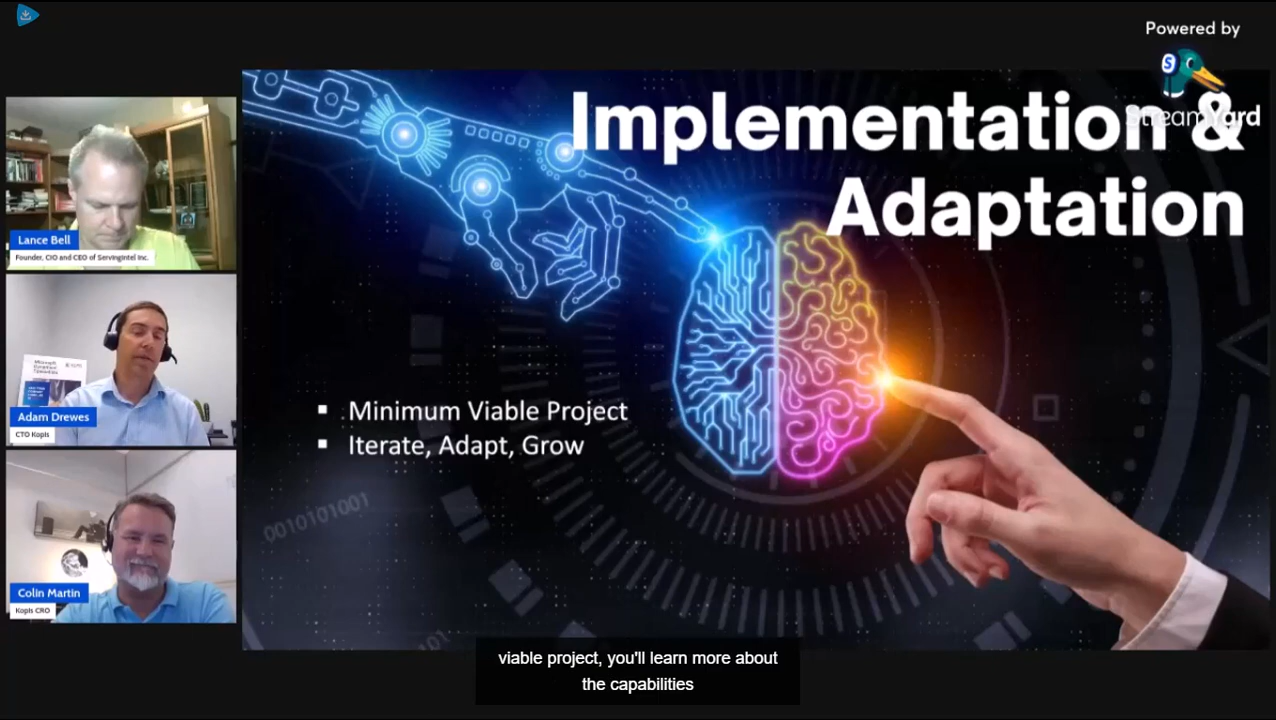 Powered by
S
StreamYard
Implementation &
Adaptation
Lance Bell
Founder, CIO and CEO of ServingIntel Inc.
Adam Drewes
CTO Kopis
Colin Martin
Kopis CRO
▪ Minimum Viable Project
▪ Iterate, Adapt, Grow
0010101001
101
viable project, you'll learn more about
the capabilities